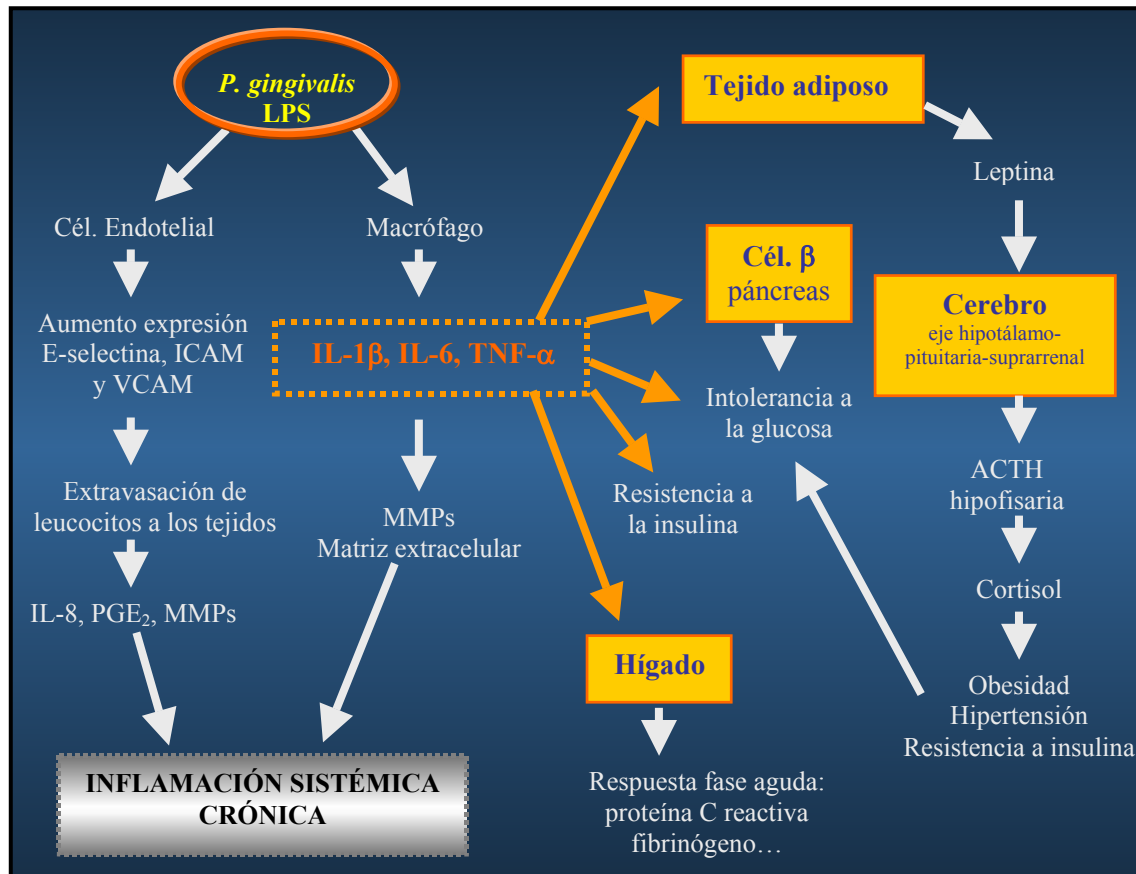 P. gingivalis
LPS
Cél. Endotelial
Aumento expresión
E-selectina, ICAM
y VCAM
Extravasación de
leucocitos a los tejidos
IL-8, PGE₂, MMPs
Macrófago
IL-1β, IL-6, TNF-α
MMPs
Matriz extracelular
INFLAMACIÓN SISTÉMICA
CRÓNICA
Tejido adiposo
Leptina
Cél. β
páncreas
Intolerancia a
la glucosa
Resistencia a
la insulina
Hígado
Respuesta fase aguda:
proteína C reactiva
fibrinógeno…
Cerebro
eje hipotálamo-
pituitaria-suprarrenal
ACTH
hipofisaria
Cortisol
Obesidad
Hipertensión
Resistencia a insulina